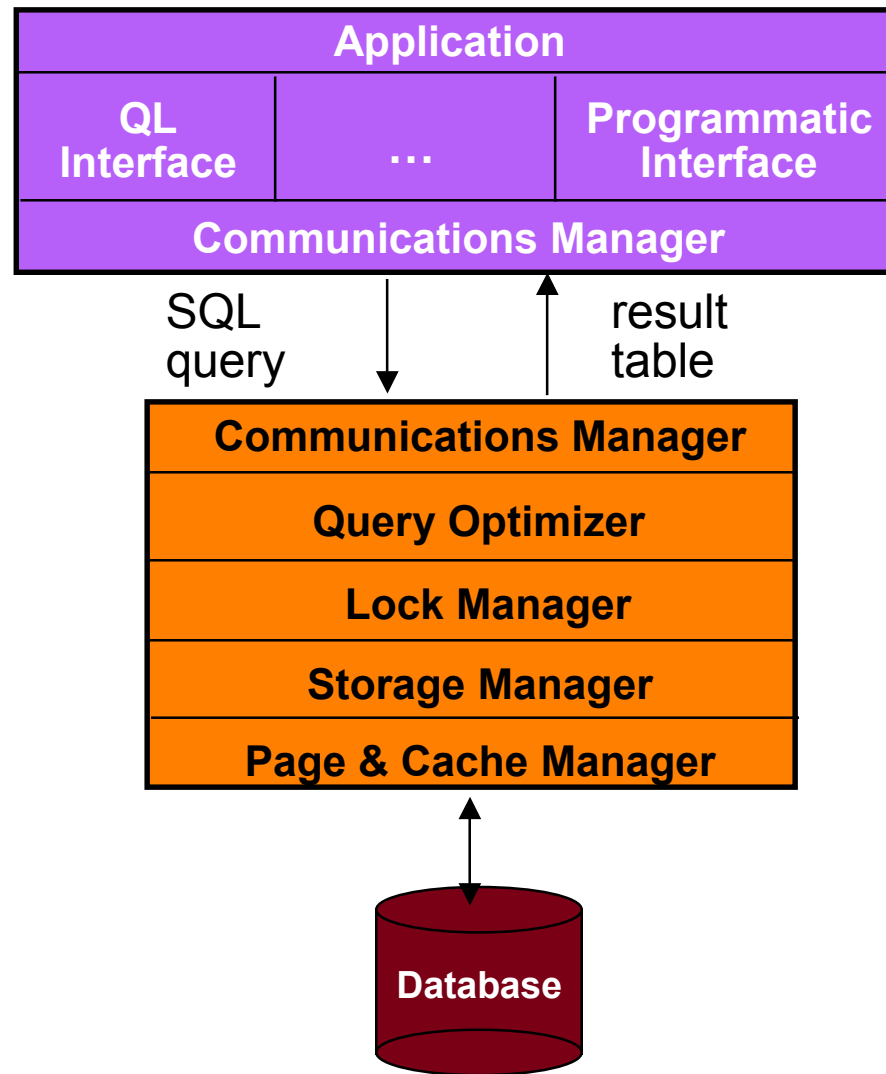 Application
QL
Interface
…
Programmatic
Interface
Communications Manager
SQL
query
result
table
Communications Manager
Query Optimizer
Lock Manager
Storage Manager
Page & Cache Manager
Database